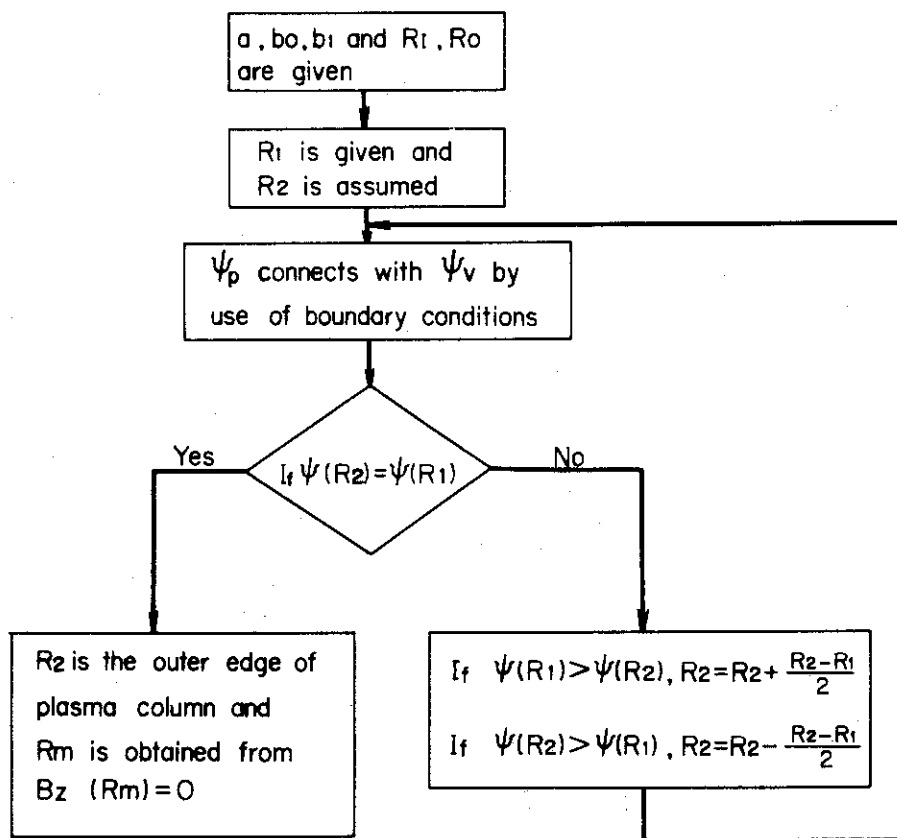 a, bo, b1 and RI, Ro
are given
R1 is given and
R2 is assumed
ψp connects with ψv by
use of boundary conditions
If ψ(R2)=ψ(R1)
Yes
No
R2 is the outer edge of
plasma column and
Rm is obtained from
Bz (Rm)=0
If ψ(R1)>ψ(R2), R2=R2+ (R2-R1)/2
If ψ(R2)>ψ(R1), R2=R2- (R2-R1)/2